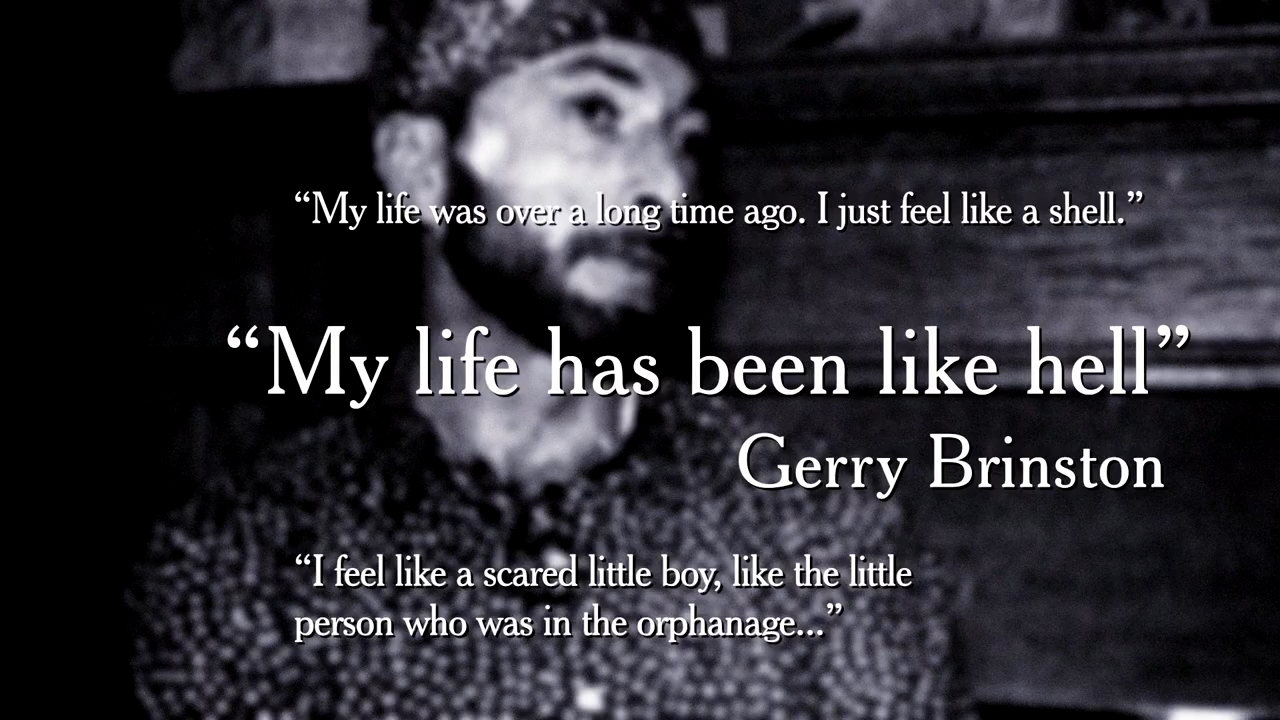 “My life was over a long time ago. I just feel like a shell.”
“My life has been like hell”
Gerry Brinston
“I feel like a scared little boy, like the little
person who was in the orphanage...”